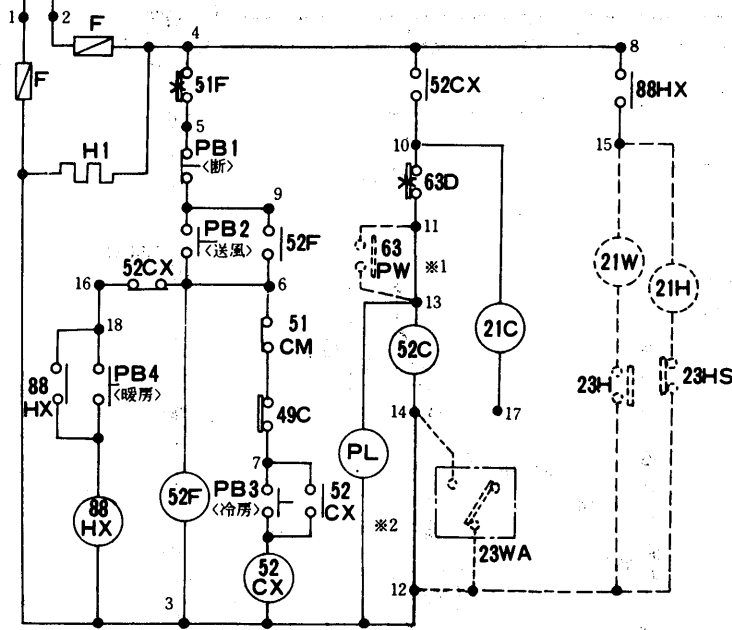 1
2
F
4
8
F
51F
52CX
88HX
5
PB1
<断>
10
15
H1
63D
9
PB2
<送風>
52F
11
63
PW
※1
21W
21H
52CX
16
6
13
18
51
CM
52C
21C
88
HX
PB4
<暖房>
23H
23HS
49C
14
17
7
PL
88
HX
52F
PB3
<冷房>
52
CX
※2
23WA
52
CX
3
12